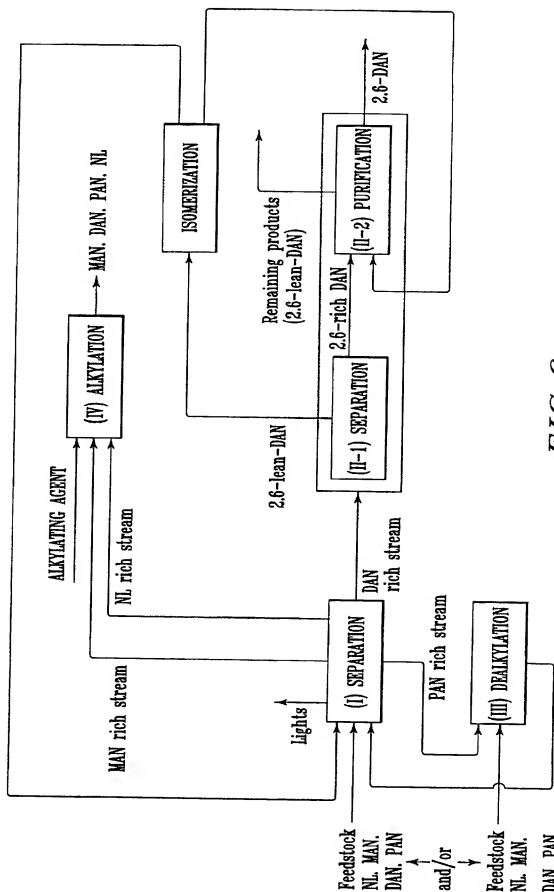 ALKYLATING AGENT
(IV) ALKYLATION
MAN. DAN. PAN. NL
ISOMERIZATION
MAN rich stream
NL rich stream
2.6-lean-DAN
Remaining products
(2.6-lean-DAN)
Lights
Feedstock
NL. MAN.
DAN. PAN
(I) SEPARATION
DAN
rich stream
(II-1) SEPARATION
2.6-rich DAN
(II-2) PURIFICATION
2.6-DAN
and/or
PAN rich stream
Feedstock
NL. MAN.
DAN. PAN
(III) DEALKYLATION
FIG.